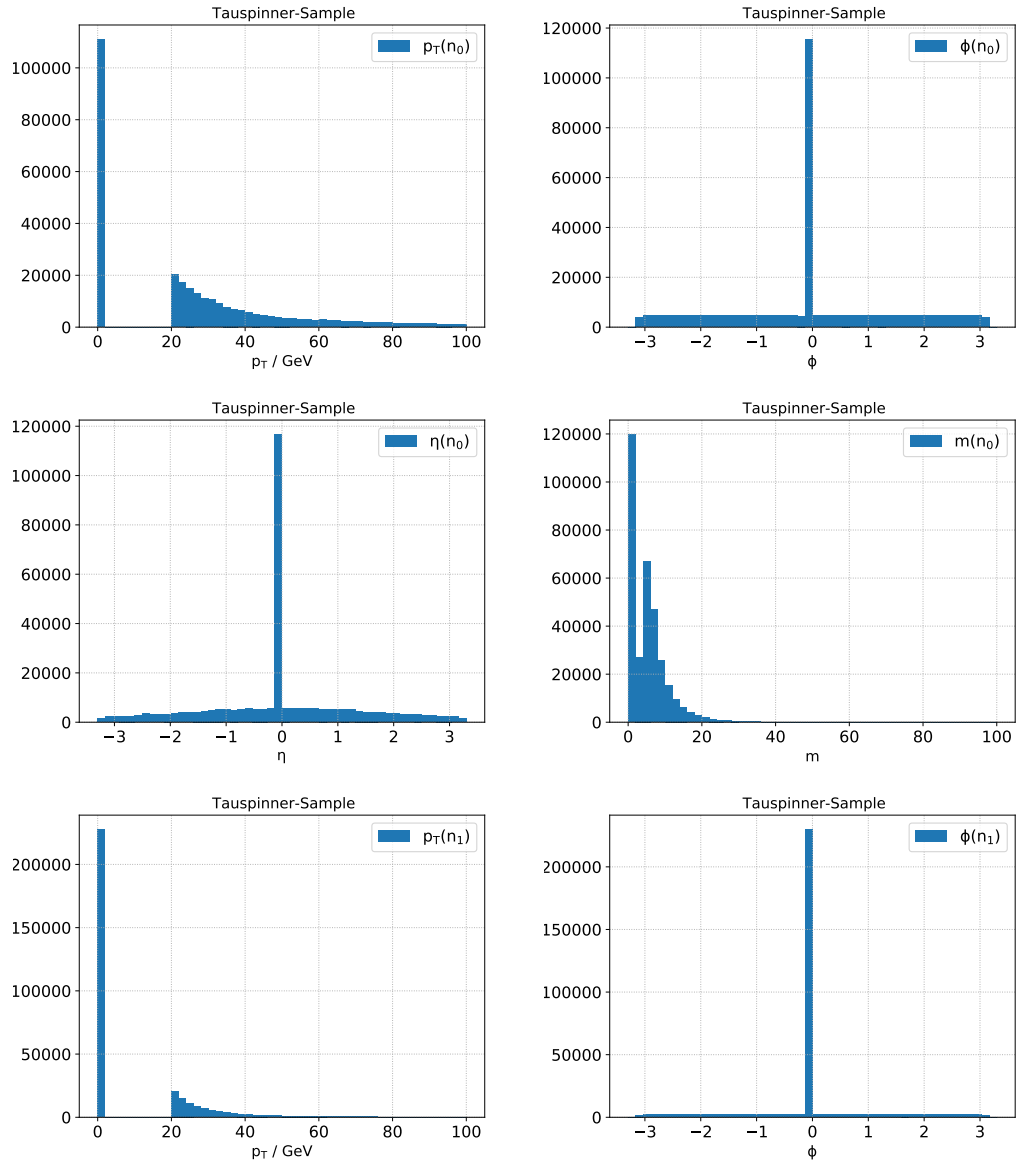 Tauspinner-Sample
p_T(n_0)
100000
80000
60000
40000
20000
0
0 20 40 60 80 100
p_T / GeV
Tauspinner-Sample
ϕ(n_0)
120000
100000
80000
60000
40000
20000
0
−3 −2 −1 0 1 2 3
ϕ
Tauspinner-Sample
η(n_0)
120000
100000
80000
60000
40000
20000
0
−3 −2 −1 0 1 2 3
η
Tauspinner-Sample
m(n_0)
120000
100000
80000
60000
40000
20000
0
0 20 40 60 80 100
m
Tauspinner-Sample
p_T(n_1)
200000
150000
100000
50000
0
0 20 40 60 80 100
p_T / GeV
Tauspinner-Sample
ϕ(n_1)
200000
150000
100000
50000
0
−3 −2 −1 0 1 2 3
ϕ